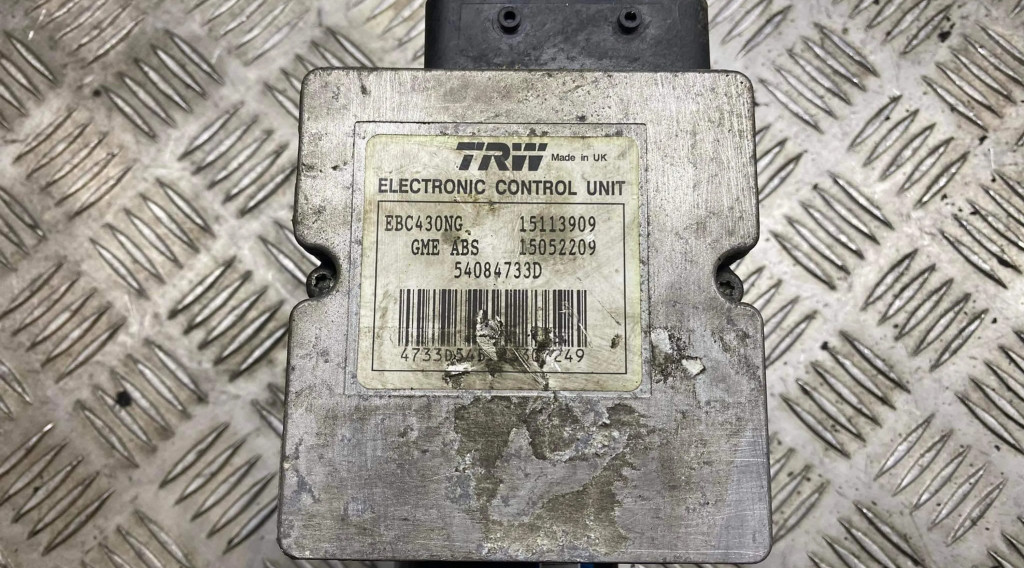 TRW Made in UK
ELECTRONIC CONTROL UNIT
EBC430NG 15113909
GME ABS 15052209
54084733D